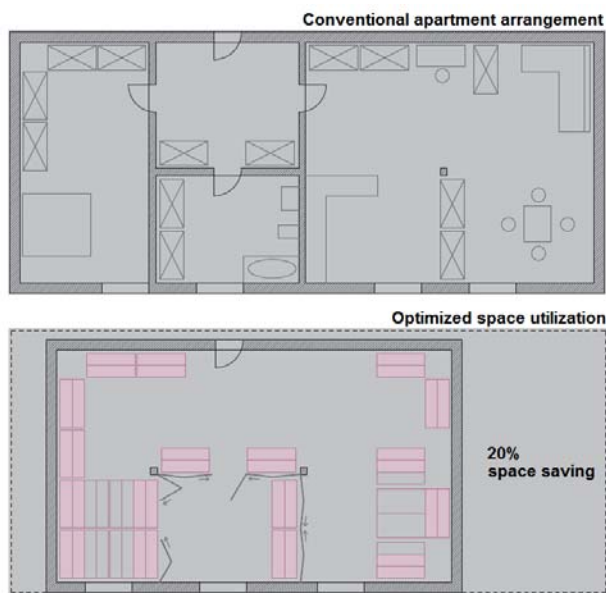 Conventional apartment arrangement
Optimized space utilization
20%
space saving